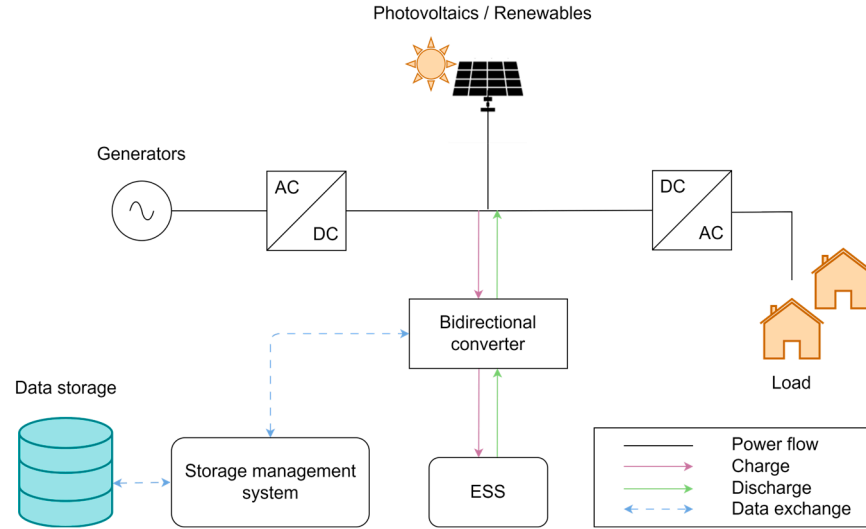 Photovoltaics / Renewables
Generators
AC
DC
DC
AC
Bidirectional
converter
Load
Data storage
Storage management
system
ESS
Power flow
Charge
Discharge
Data exchange